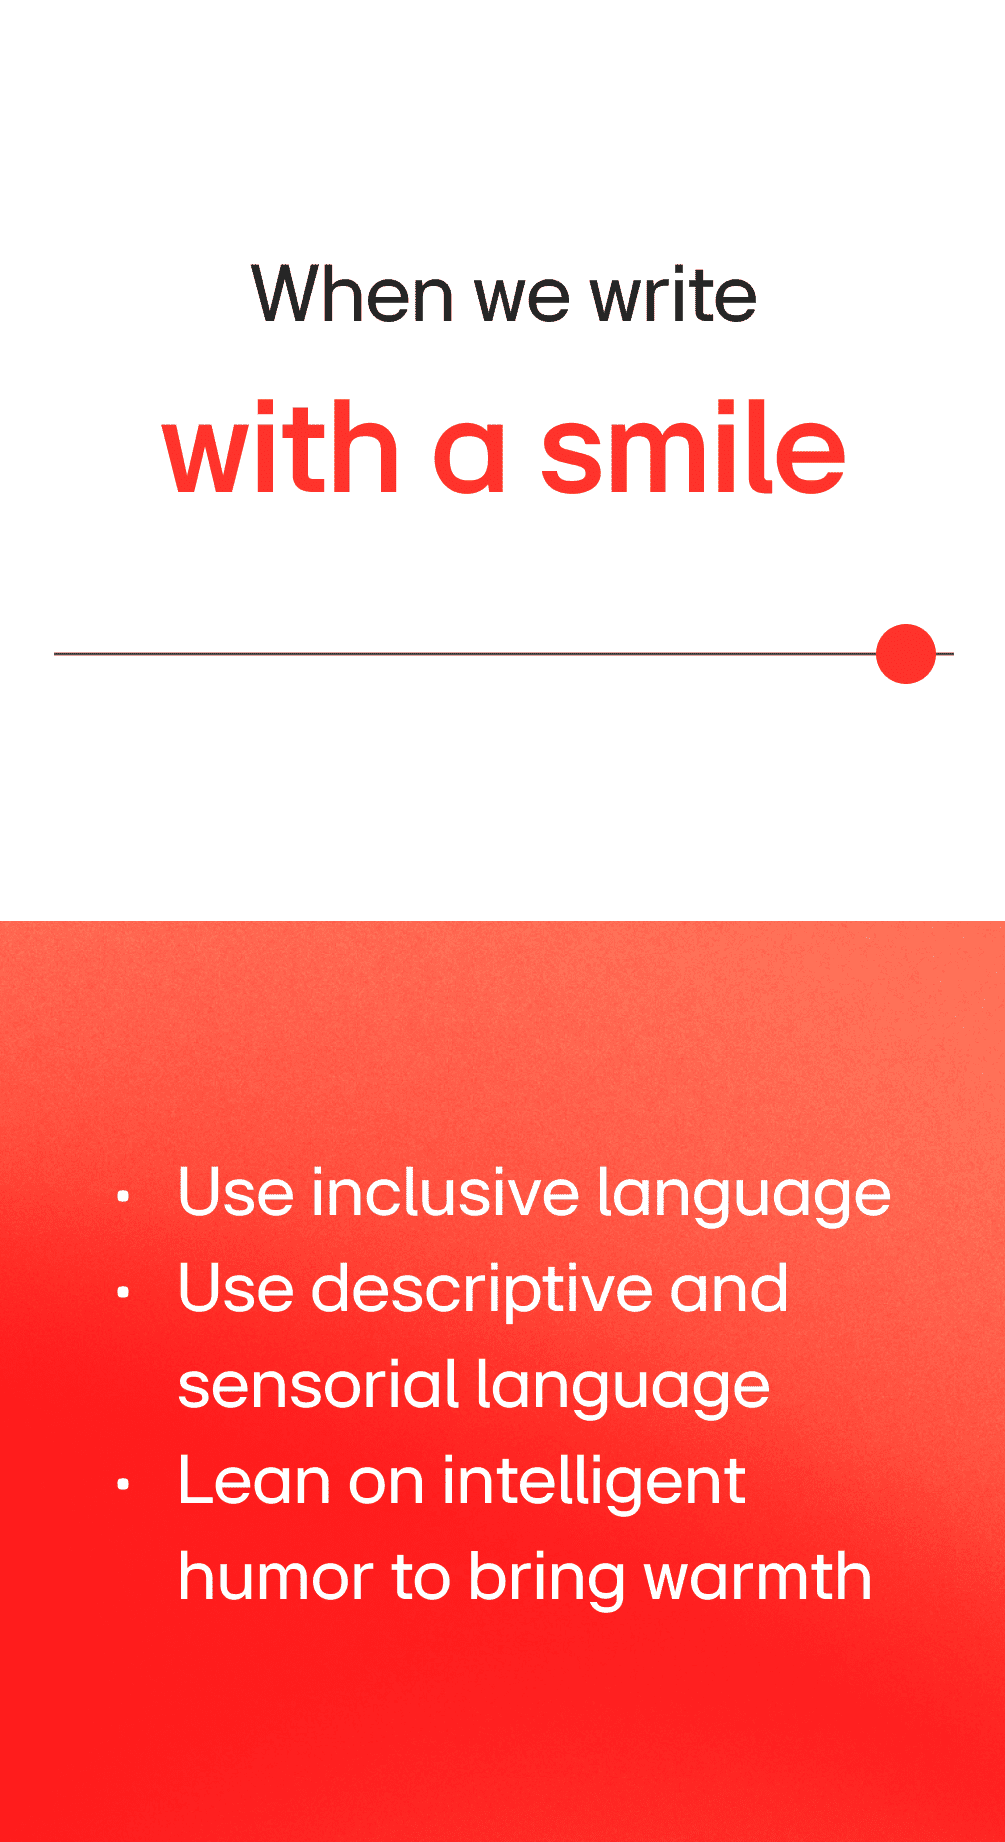 When we write
with a smile
• Use inclusive language
• Use descriptive and
sensorial language
• Lean on intelligent
humor to bring warmth